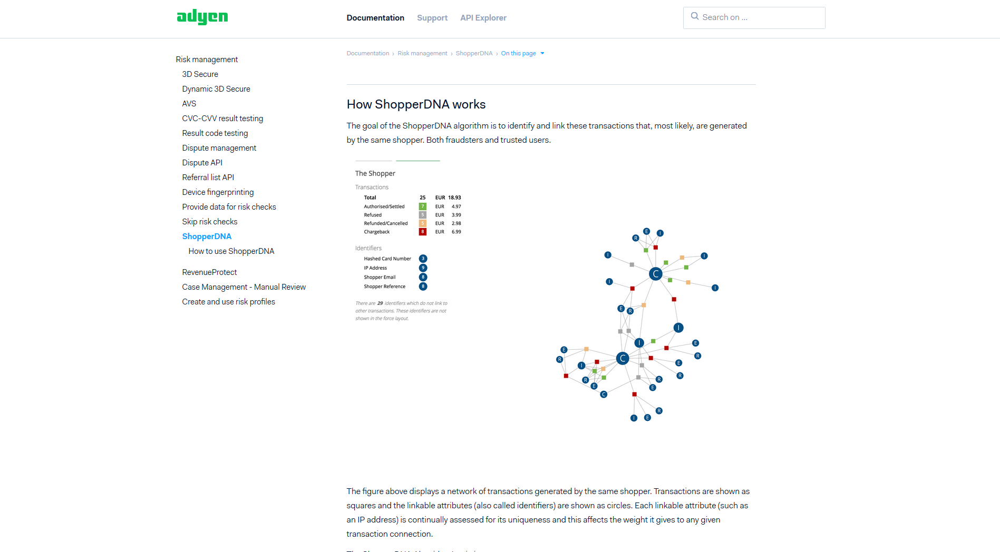 adyen
Documentation Support API Explorer
Search on ...
Documentation › Risk management › ShopperDNA › On this page
Risk management
3D Secure
Dynamic 3D Secure
AVS
CVC-CVV result testing
Result code testing
Dispute management
Dispute API
Referral list API
Device fingerprinting
Provide data for risk checks
Skip risk checks
ShopperDNA
How to use ShopperDNA
RevenueProtect
Case Management - Manual Review
Create and use risk profiles
How ShopperDNA works
The goal of the ShopperDNA algorithm is to identify and link these transactions that, most likely, are generated
by the same shopper. Both fraudsters and trusted users.
The Shopper
Transactions
Total 25 EUR 18.93
Authorised/Settled 7 EUR 4.97
Refused 5 EUR 3.99
Refunded/Cancelled 5 EUR 2.98
Chargeback 8 EUR 6.99
Identifiers
Hashed Card Number 3
IP Address 9
Shopper Email 8
Shopper Reference 8
There are 29 identifiers which do not link to
other transactions. These identifiers are not
shown in the force layout.
E
R I
I I
C
I
I
E R
I
I E
E
R C R
I E
R
R R
E E
C
R
I E
The figure above displays a network of transactions generated by the same shopper. Transactions are shown as
squares and the linkable attributes (also called identifiers) are shown as circles. Each linkable attribute (such as
an IP address) is continually assessed for its uniqueness and this affects the weight it gives to any given
transaction connection.